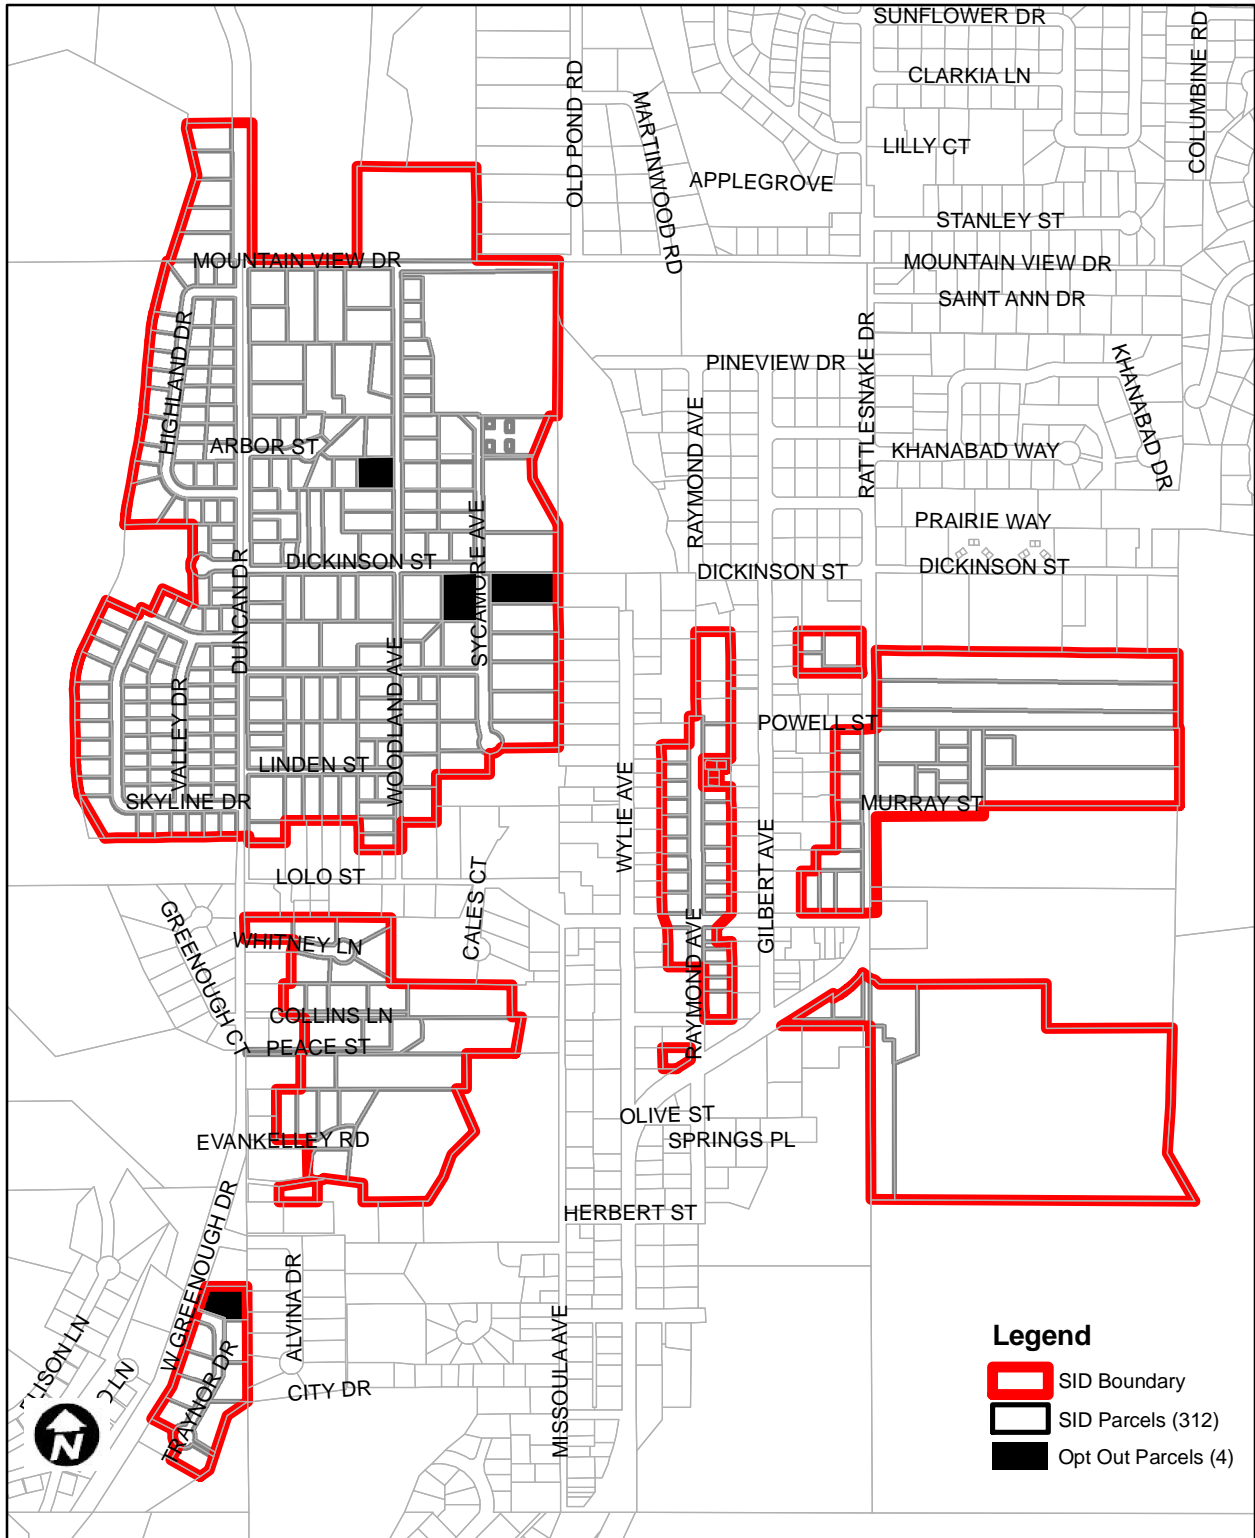 SUNFLOWER DR
CLARKIA LN
COLUMBINE RD
OLD POND RD
MARTINWOOD RD
LILLY CT
APPLEGROVE
STANLEY ST
MOUNTAIN VIEW DR
MOUNTAIN VIEW DR
SAINT ANN DR
HIGHLAND DR
PINEVIEW DR
RATTLESNAKE DR
KHANABAD DR
RAYMOND AVE
ARBOR ST
KHANABAD WAY
PRAIRIE WAY
SYCAMORE AVE
DICKINSON ST
DICKINSON ST
DICKINSON ST
DUNCAN DR
WOODLAND AVE
VALLEY DR
POWELL ST
LINDEN ST
SKYLINE DR
MURRAY ST
WYLIE AVE
GILBERT AVE
LOLO ST
CALES CT
GREENOUGH CT
WHITNEY LN
RAYMOND AVE
COLLINS LN
PEACE ST
OLIVE ST
EVANKELLEY RD
SPRINGS PL
HERBERT ST
W GREENOUGH DR
ALVINA DR
MISSOULA AVE
CITY DR
TRAYNOR DR
LISON LN
LN
N
Legend
SID Boundary
SID Parcels (312)
Opt Out Parcels (4)